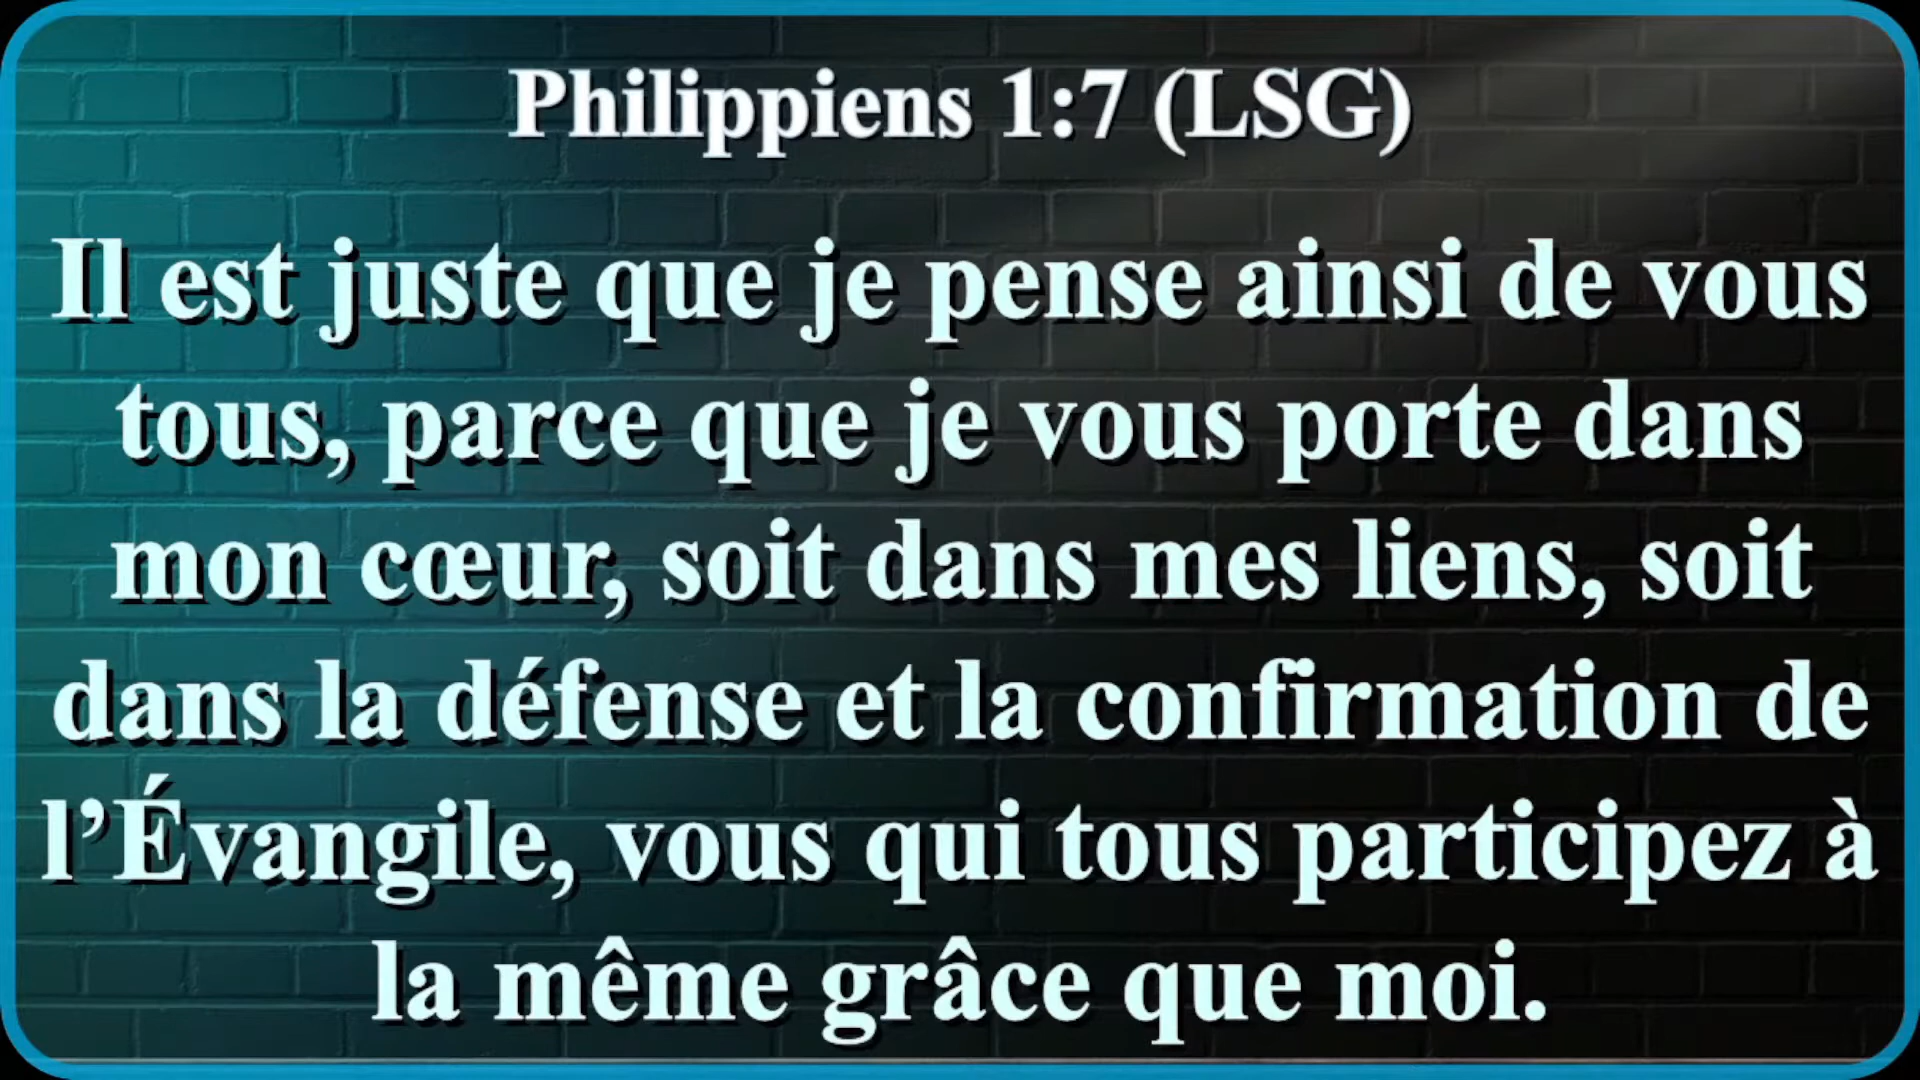 Philippiens 1:7 (LSG)
Il est juste que je pense ainsi de vous
tous, parce que je vous porte dans
mon cœur, soit dans mes liens, soit
dans la défense et la confirmation de
l’Évangile, vous qui tous participez à
la même grâce que moi.